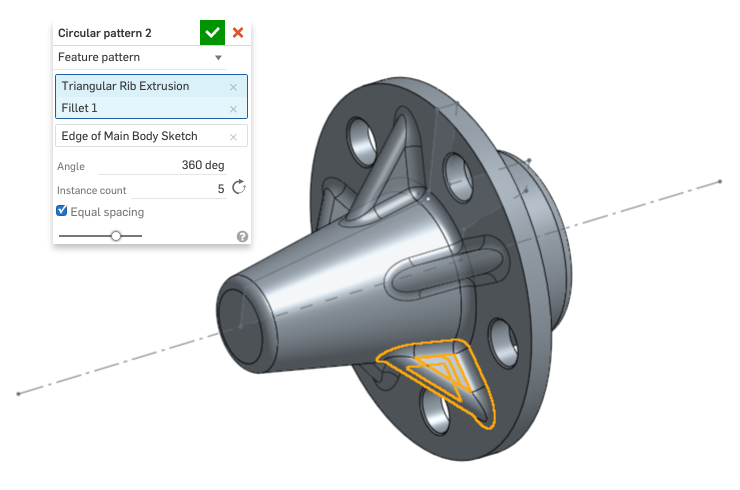 Circular pattern 2
Feature pattern
Triangular Rib Extrusion
Fillet 1
Edge of Main Body Sketch
Angle 360 deg
Instance count 5
Equal spacing
?